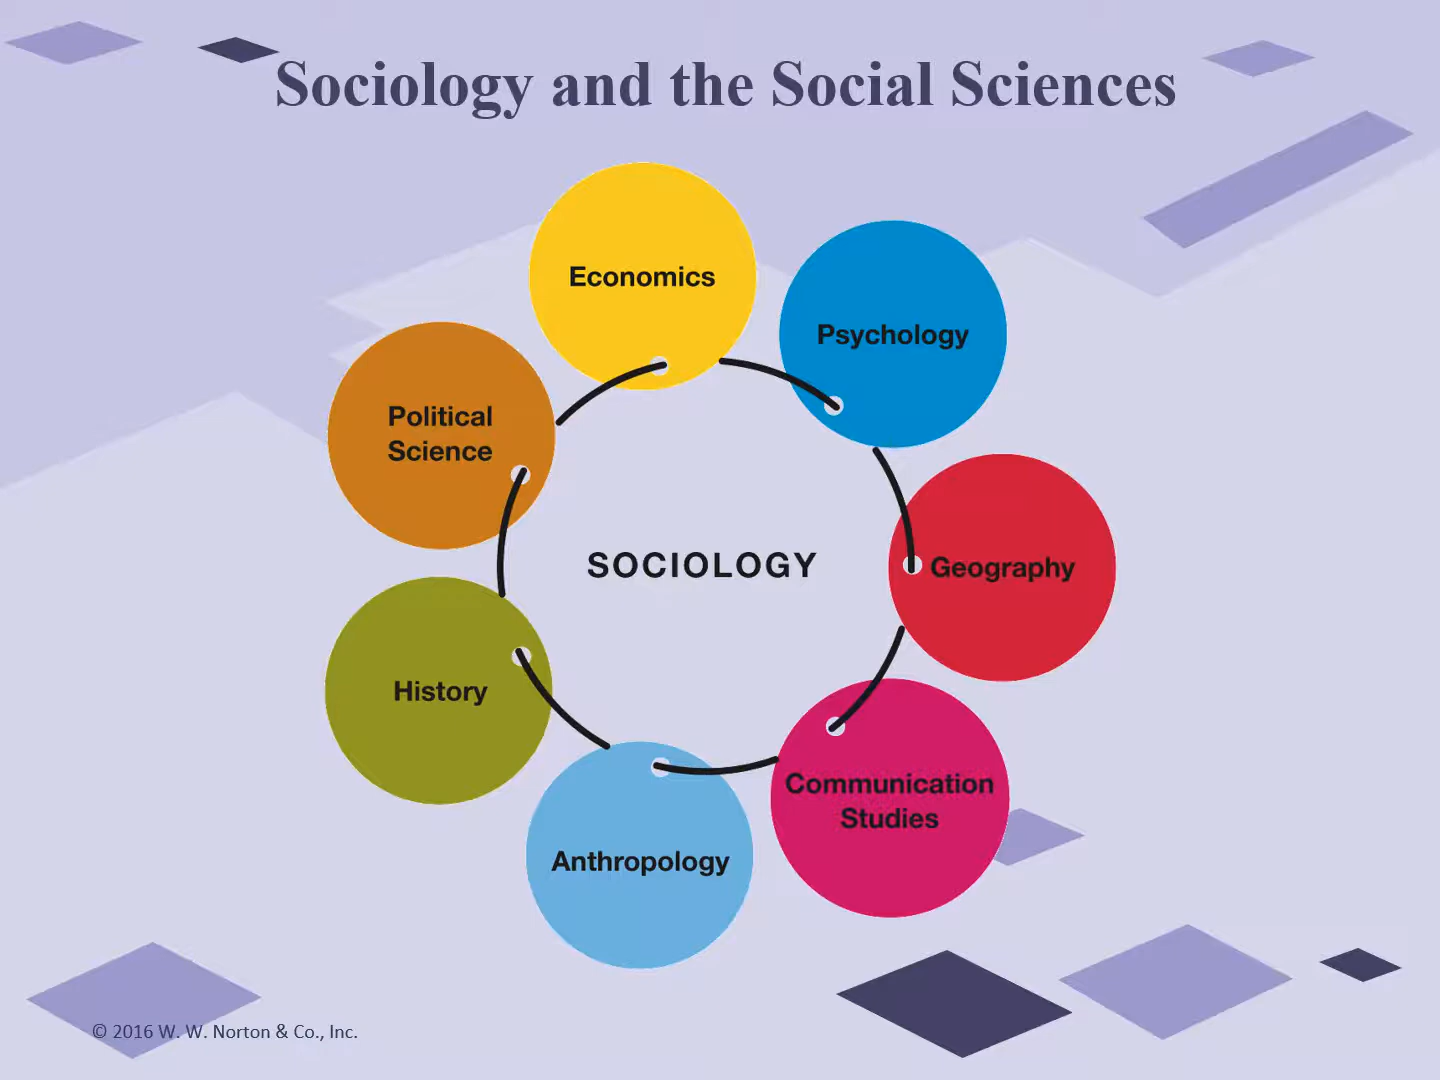 Sociology and the Social Sciences
Economics
Psychology
Political
Science
SOCIOLOGY
Geography
History
Communication
Studies
Anthropology
© 2016 W. W. Norton & Co., Inc.